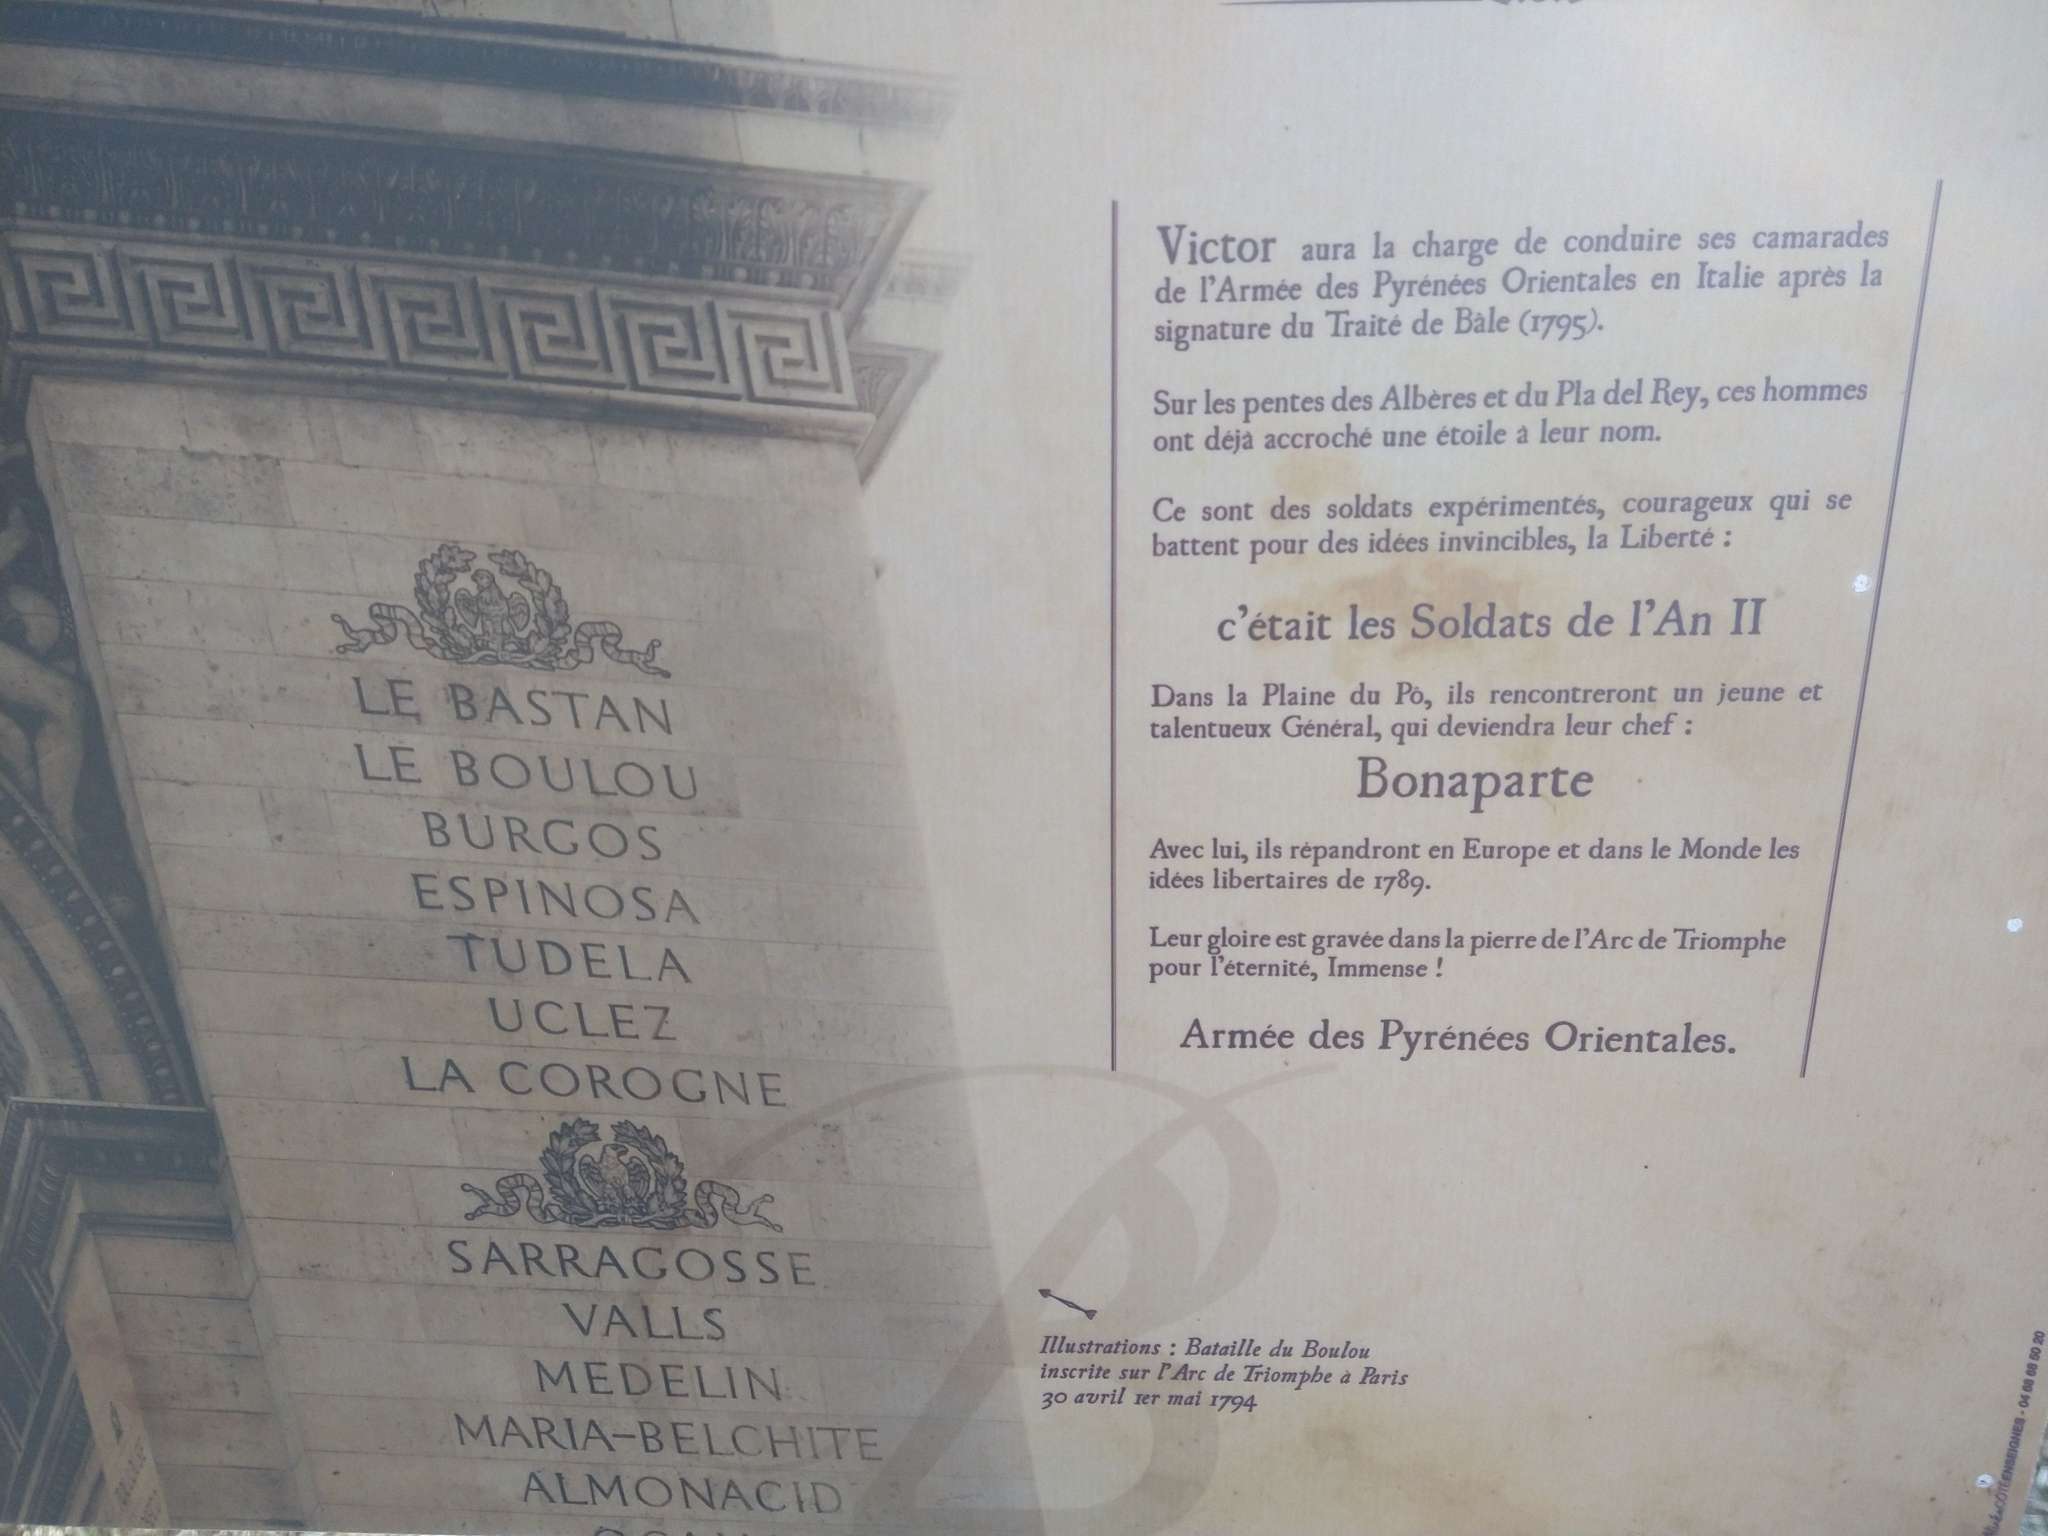 LE BASTAN
LE BOULOU
BURGOS
ESPINOSA
TUDELA
UCLEZ
LA COROGNE
SARRAGOSSE
VALLS
MEDELIN
MARIA-BELCHITE
ALMONACID
Victor aura la charge de conduire ses camarades
de l'Armée des Pyrénées Orientales en Italie après la
signature du Traité de Bâle (1795).
Sur les pentes des Albères et du Pla del Rey, ces hommes
ont déjà accroché une étoile à leur nom.
Ce sont des soldats expérimentés, courageux qui se
battent pour des idées invincibles, la Liberté :
c'était les Soldats de l'An II
Dans la Plaine du Pô, ils rencontreront un jeune et
talentueux Général, qui deviendra leur chef :
Bonaparte
Avec lui, ils répandront en Europe et dans le Monde les
idées libertaires de 1789.
Leur gloire est gravée dans la pierre de l'Arc de Triomphe
pour l'éternité, Immense !
Armée des Pyrénées Orientales.
Illustrations : Bataille du Boulou
inscrite sur l'Arc de Triomphe à Paris
30 avril 1er mai 1794
CÔTÉ ENSEIGNES - 04 68 68 60 20